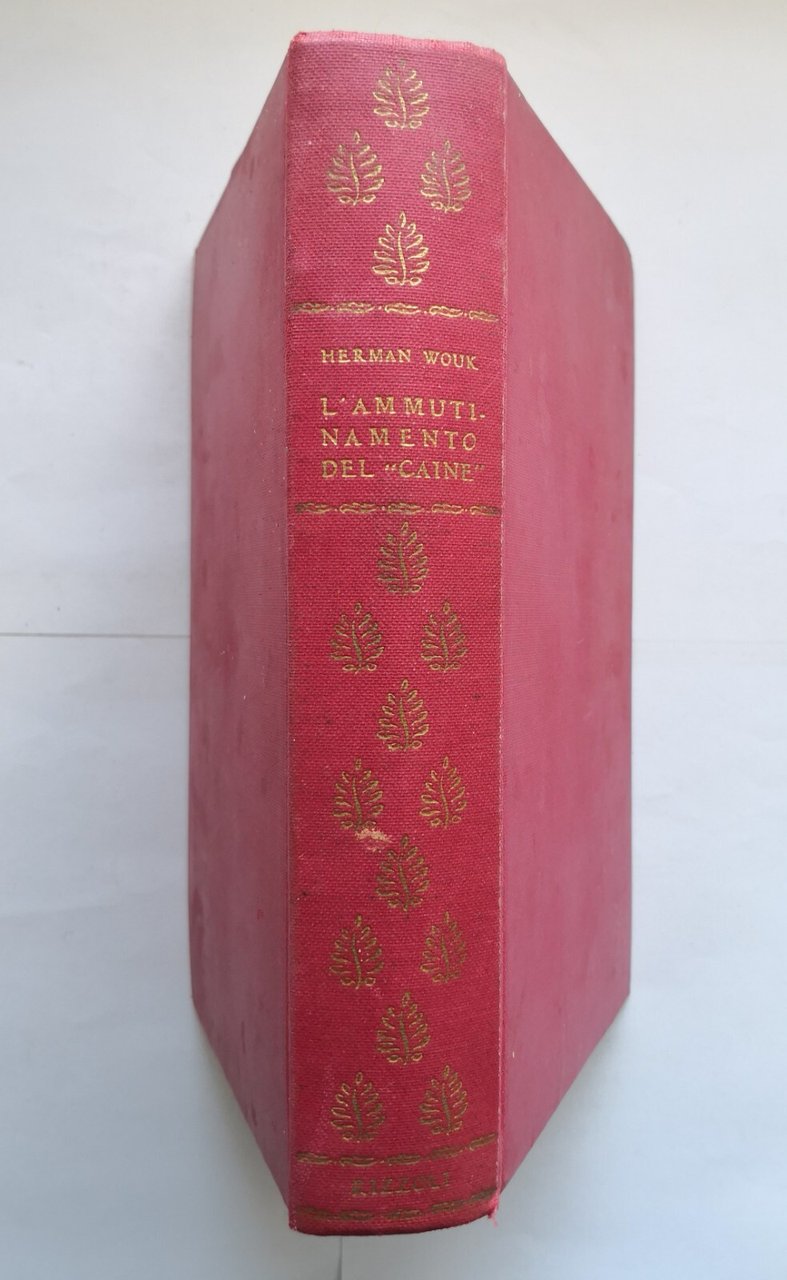 HERMAN WOUK
L'AMMUTI-
NAMENTO
DEL "CAINE"
RIZZOLI